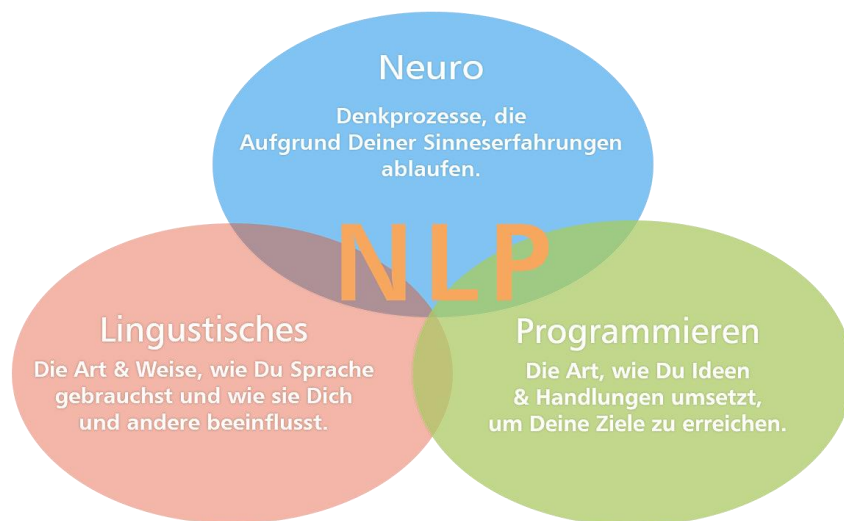 Neuro
Denkprozesse, die
Aufgrund Deiner Sinneserfahrungen
ablaufen.
NLP
Lingustisches
Die Art & Weise, wie Du Sprache
gebrauchst und wie sie Dich
und andere beeinflusst.
Programmieren
Die Art, wie Du Ideen
& Handlungen umsetzt,
um Deine Ziele zu erreichen.